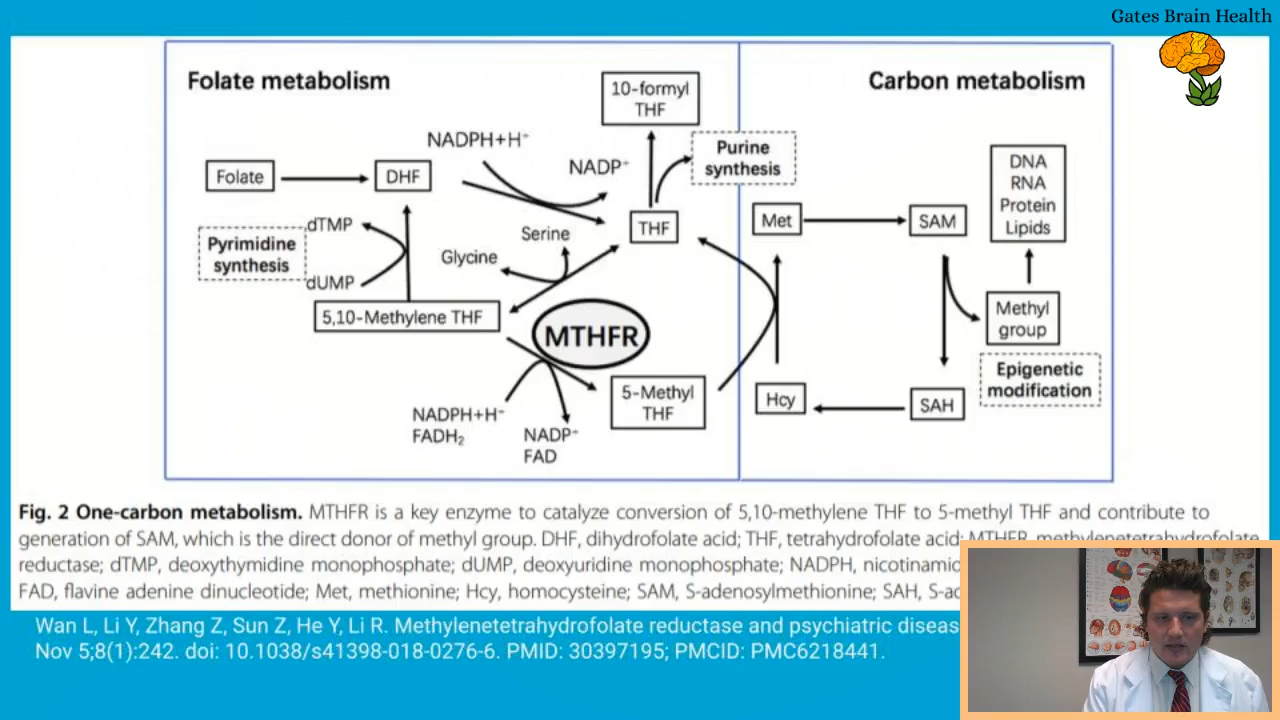 Gates Brain Health
Folate metabolism
Carbon metabolism
10-formyl
THF
NADPH+H⁻
NADP⁻
Purine
synthesis
Folate
DHF
DNA
RNA
Protein
Lipids
dTMP
Pyrimidine
synthesis
dUMP
Serine
Glycine
THF
Met
SAM
5,10-Methylene THF
MTHFR
Methyl
group
Epigenetic
modification
5-Methyl
THF
Hcy
SAH
NADPH+H⁻
FADH₂
NADP⁻
FAD
Fig. 2 One-carbon metabolism. MTHFR is a key enzyme to catalyze conversion of 5,10-methylene THF to 5-methyl THF and contribute to
generation of SAM, which is the direct donor of methyl group. DHF, dihydrofolate acid; THF, tetrahydrofolate acid; MTHFR, methylenetetrahydrofolate
reductase; dTMP, deoxythymidine monophosphate; dUMP, deoxyuridine monophosphate; NADPH, nicotinamid
FAD, flavine adenine dinucleotide; Met, methionine; Hcy, homocysteine; SAM, S-adenosylmethionine; SAH, S-ad
Wan L, Li Y, Zhang Z, Sun Z, He Y, Li R. Methylenetetrahydrofolate reductase and psychiatric diseas
Nov 5;8(1):242. doi: 10.1038/s41398-018-0276-6. PMID: 30397195; PMCID: PMC6218441.